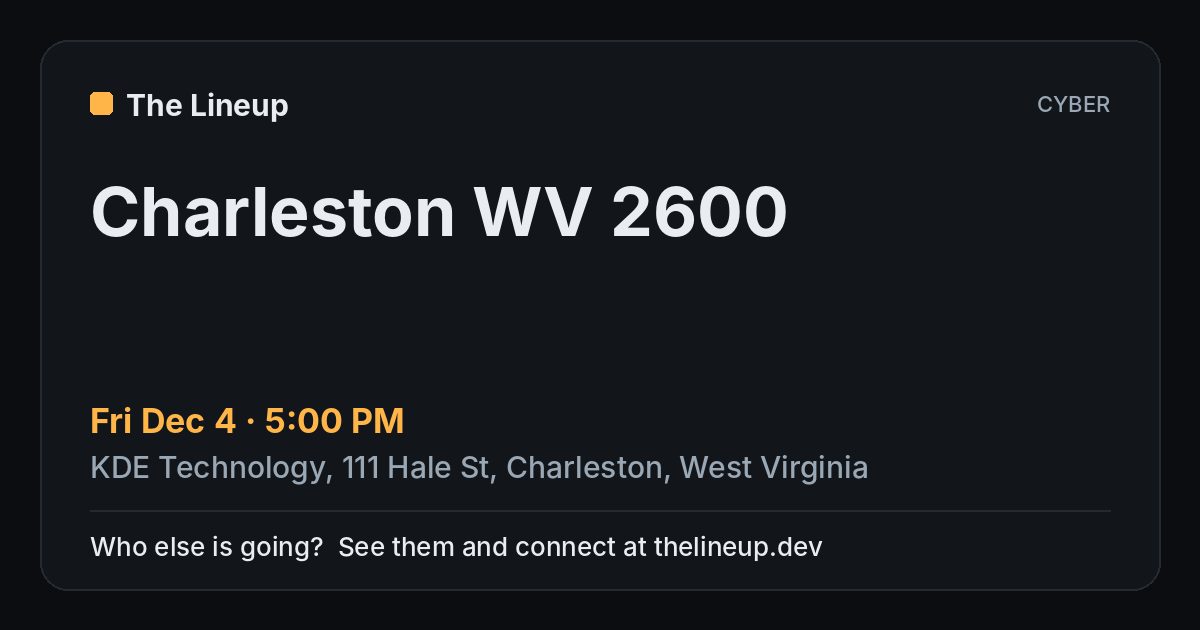 The Lineup
CYBER
Charleston WV 2600
Fri Dec 4 · 5:00 PM
KDE Technology, 111 Hale St, Charleston, West Virginia
Who else is going? See them and connect at thelineup.dev